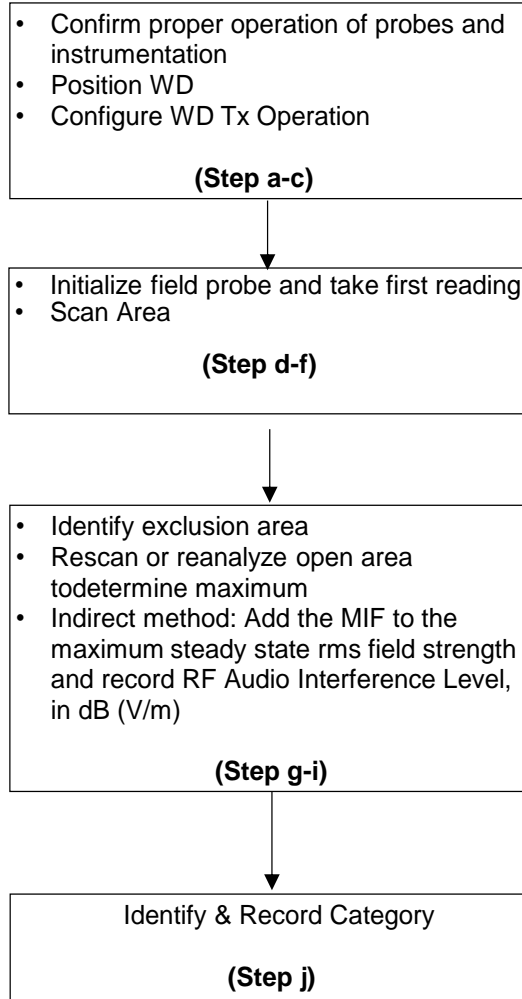 • Confirm proper operation of probes and
instrumentation
• Position WD
• Configure WD Tx Operation
(Step a-c)
• Initialize field probe and take first reading
• Scan Area
(Step d-f)
• Identify exclusion area
• Rescan or reanalyze open area
todetermine maximum
• Indirect method: Add the MIF to the
maximum steady state rms field strength
and record RF Audio Interference Level,
in dB (V/m)
(Step g-i)
Identify & Record Category
(Step j)